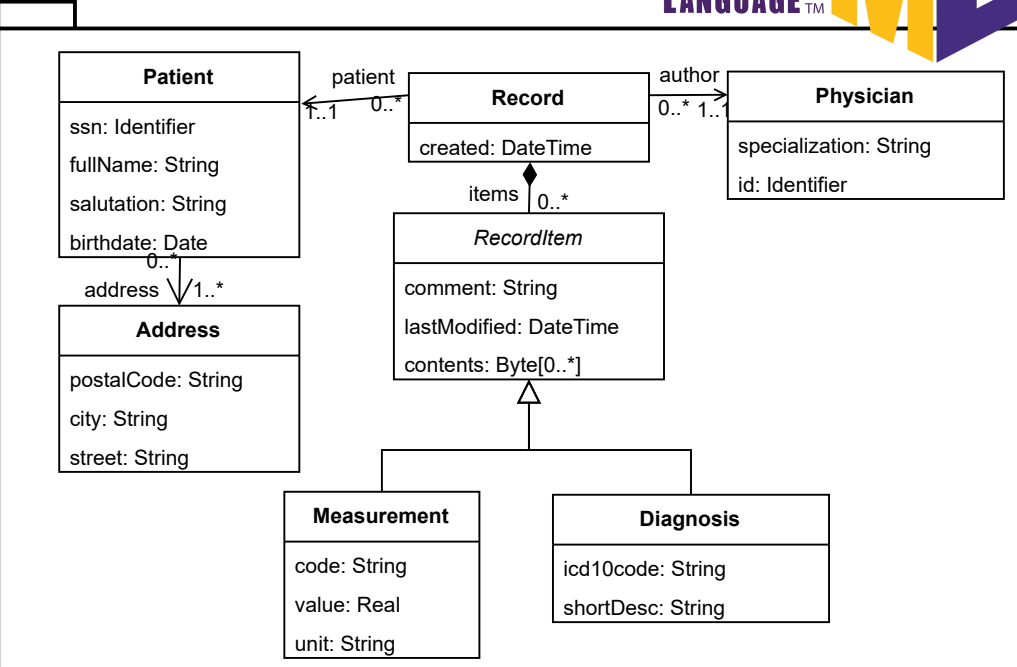 LANGUAGE TM
Patient
ssn: Identifier
fullName: String
salutation: String
birthdate: Date
patient
1..1
0..*
Record
created: DateTime
author
0..*
1..1
Physician
specialization: String
id: Identifier
items
0..*
RecordItem
comment: String
lastModified: DateTime
contents: Byte[0..*]
0..*
address
1..*
Address
postalCode: String
city: String
street: String
Measurement
code: String
value: Real
unit: String
Diagnosis
icd10code: String
shortDesc: String